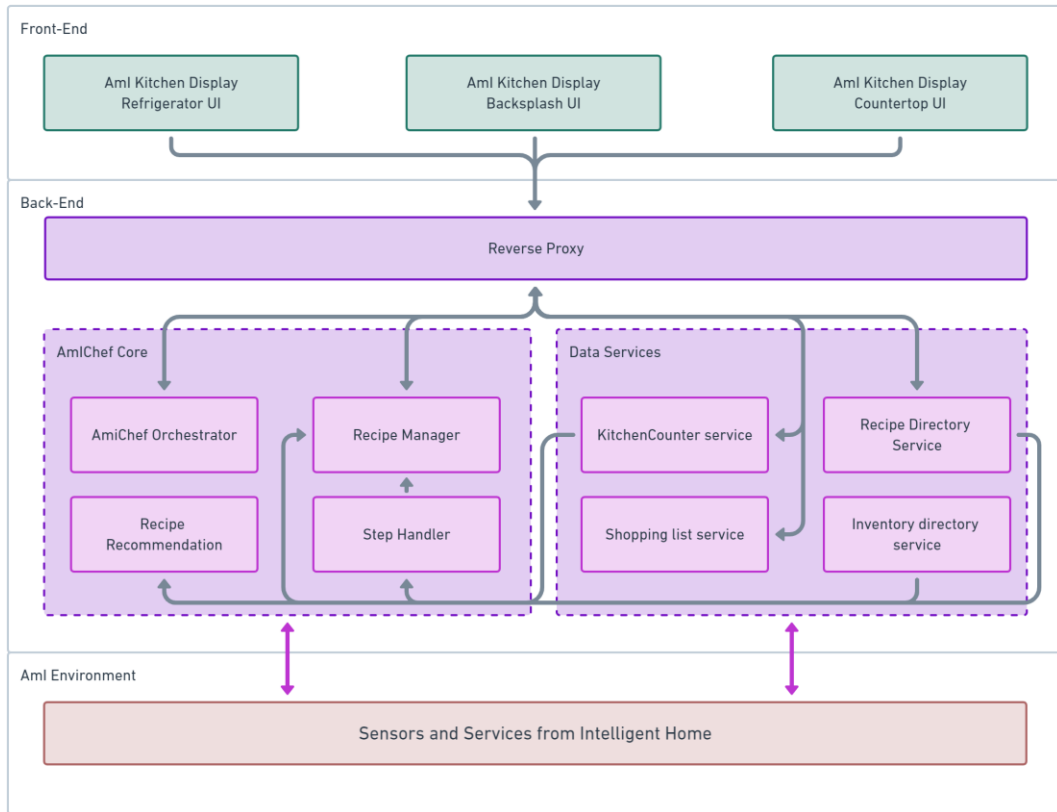 Front-End
AmI Kitchen Display
Refrigerator UI
AmI Kitchen Display
Backsplash UI
AmI Kitchen Display
Countertop UI
Back-End
Reverse Proxy
AmIChef Core
AmiChef Orchestrator
Recipe Manager
Recipe
Recommendation
Step Handler
Data Services
KitchenCounter service
Recipe Directory
Service
Shopping list service
Inventory directory
service
AmI Environment
Sensors and Services from Intelligent Home